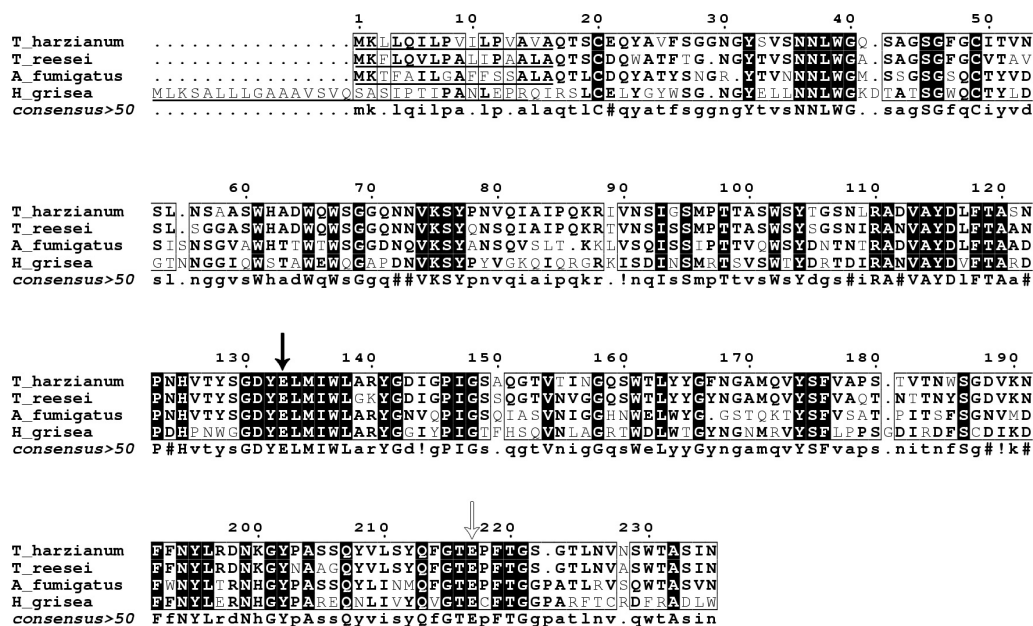 1 10 20 30 40 50
T_harzianum ................MKLLQILPVILPVAVAQTSCEQYAVFSGGNGYSVSNNLWGQ.SAGSGFGCITVN
T_reesei ................MKFLQVLPALIPAALAQTSCDQWATFTG.NGYTVSNNLWGA.SAGSGFGCVTAV
A_fumigatus ................MKTFAILGAFFSSALAQTLCDQYATYSNGR.YTVNNNLWGM.SSGSGSQCTYVD
H_grisea MLKSALLLGAAAVSVQSASIPTIPANLEPRQIRSLCELYGYWSG.NGYELLNNLWGKDTATSGWQCTYLD
consensus>50 ................mk.lqilpa.lp.alaqtlC#qyatfsggngYtvsNNLWG..sagSGfqCiyvd
60 70 80 90 100 110 120
T_harzianum SL.NSAASWHADWQWSGGQNNVKSYPNVQIAIPQKRIVNSIGSMPTTASWSYTGSNLRADVAYDLFTASN
T_reesei SL.SGGASWHADWQWSGGQNNVKSYQNSQIAIPQKRTVNSISSMPTTASWSYSGSNIRANVAYDLFTAAN
A_fumigatus SISNSGVAWHTTWTWSGGDNQVKSYANSQVSLT.KKLVSQISSIPTTVQWSYDNTNTRADVAYDLFTAAD
H_grisea GTNNGGIQWSTAWEWQGAPDNVKSYPYVGKQIQRGRKISDINSMRTSVSWTYDRTDIRANVAYDVFTARD
consensus>50 sl.nggvsWhadWqWsGgq##VKSYpnvqiaipqkr.!nqIsSmpTtvsWsYdgs#iRA#VAYDlFTAa#
130 140 150 160 170 180 190
T_harzianum PNHVTYSGDYELMIWLARYGDIGPIGSAQGTVTINGQSWTLYYGFNGAMQVYSFVAPS.TVTNWSGDVKN
T_reesei PNHVTYSGDYELMIWLGKYGDIGPIGSSQGTVNVGGQSWTLYYGYNGAMQVYSFVAQT.NTTNYSGDVKN
A_fumigatus PNHVTYSGDYELMIWLARYGNVQPIGSQIASVNIGGHNWELWYG.GSTQKTYSFVSAT.PITSFSGNVMD
H_grisea PDHPNWGGDYELMIWLARYGGIYPIGTFHSQVNLAGRTWDLWTGYNGNMRVYSFLPPSGDIRDFSCDIKD
consensus>50 P#HvtysGDYELMIWLarYGd!gPIGs.qgtVnigGqsWeLyyGyngamqvYSFvaps.nitnfSg#!k#
200 210 220 230
T_harzianum FFNYLRDNKGYPASSQYVLSYQFGTEPFTGS.GTLNVNSWTASIN
T_reesei FFNYLRDNKGYNAAGQYVLSYQFGTEPFTGS.GTLNVASWTASIN
A_fumigatus FWNYLTRNHGYPASSQYLINMQFGTEPFTGGPATLRVSQWTASVN
H_grisea FFNYLERNHGYPAREQNLIVYQVGTECFTGGPARFTCRDFRADLW
consensus>50 FfNYLrdNhGYpAssQyvisyQfGTEpFTGgpatlnv.qwtAsin